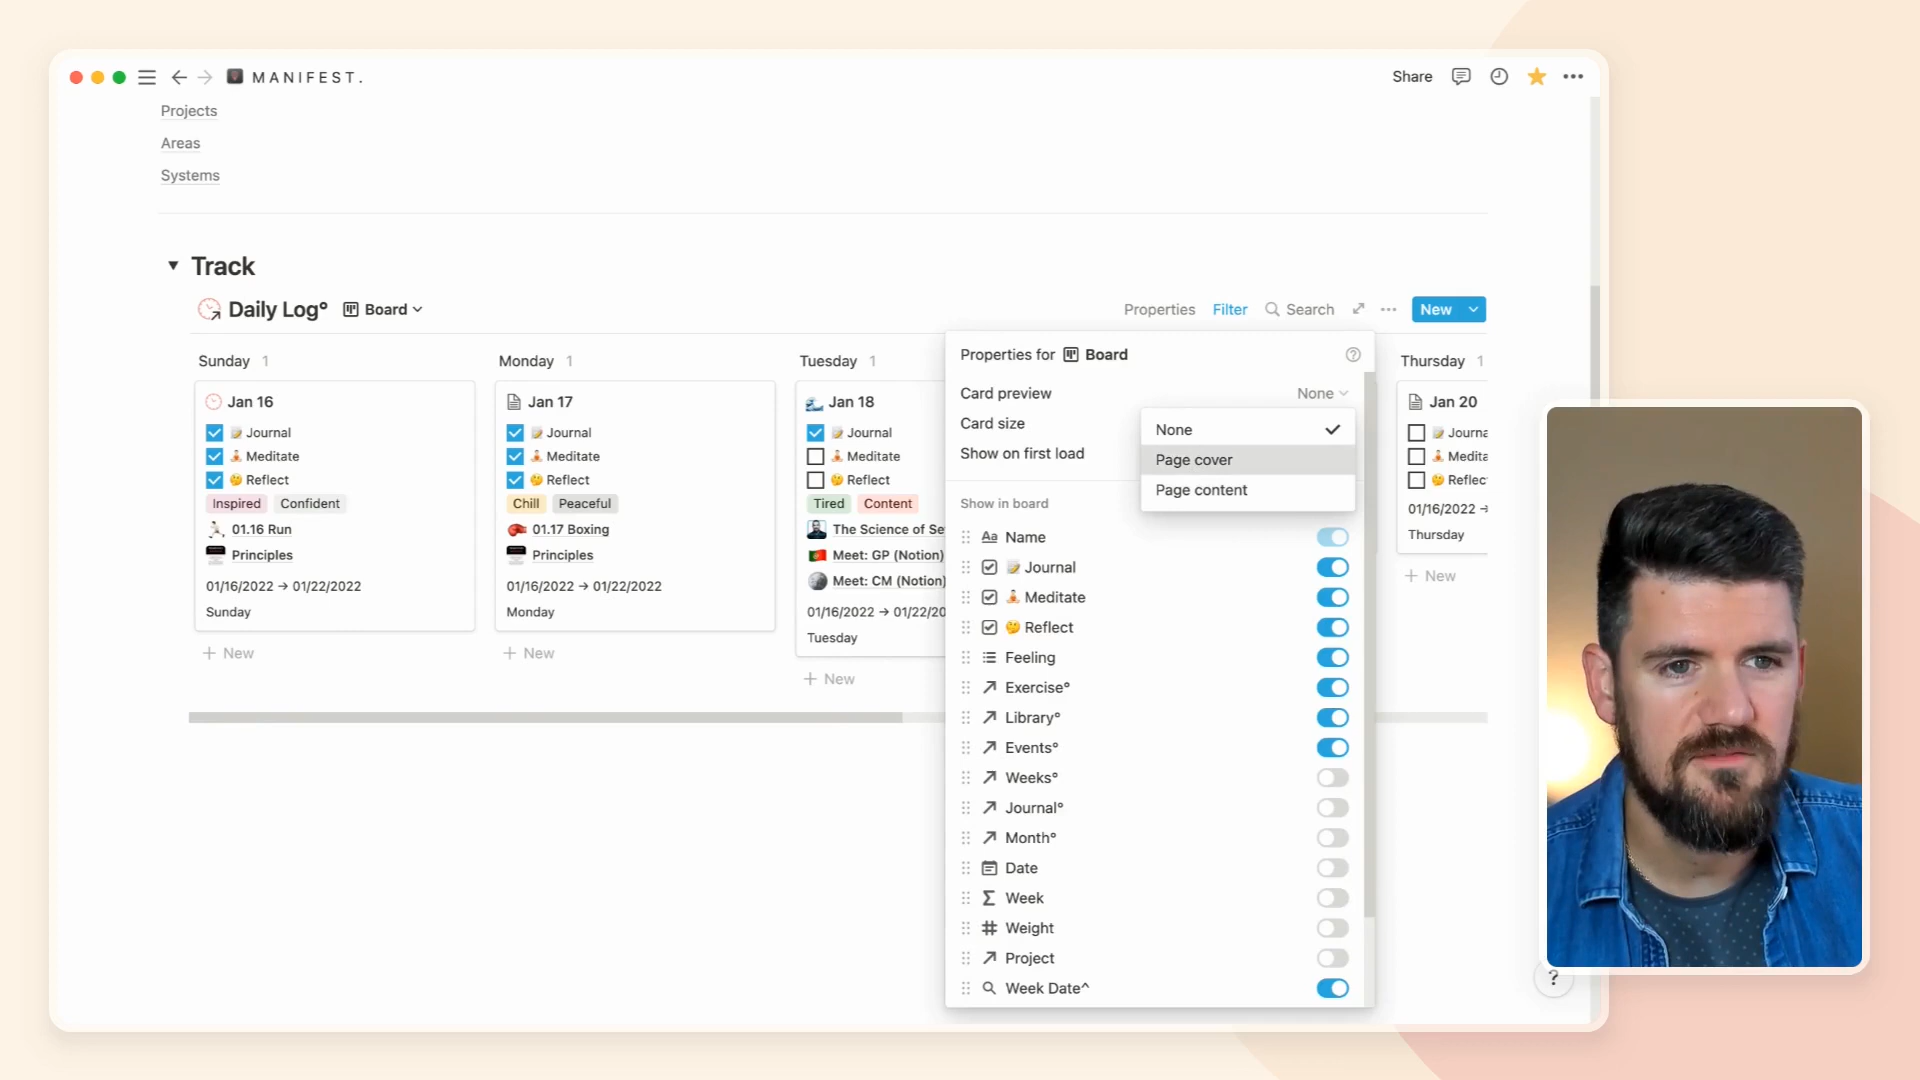 MANIFEST.
Share
Projects
Areas
Systems
Track
Daily Log° Board
Properties Filter Search New
Sunday 1
Jan 16
Journal
Meditate
Reflect
Inspired Confident
01.16 Run
Principles
01/16/2022 → 01/22/2022
Sunday
+ New
Monday 1
Jan 17
Journal
Meditate
Reflect
Chill Peaceful
01.17 Boxing
Principles
01/16/2022 → 01/22/2022
Monday
+ New
Tuesday 1
Jan 18
Journal
Meditate
Reflect
Tired Content
The Science of Se
Meet: GP (Notion)
Meet: CM (Notion)
01/16/2022 → 01/22/20
Tuesday
+ New
Properties for Board
?
Card preview None
Card size
Show on first load
None
Page cover
Page content
Show in board
Aa Name
Journal
Meditate
Reflect
Feeling
Exercise°
Library°
Events°
Weeks°
Journal°
Month°
Date
Σ Week
# Weight
Project
Week Date^
Thursday 1
Jan 20
Journa
Medita
Reflec
01/16/2022 →
Thursday
+ New
?